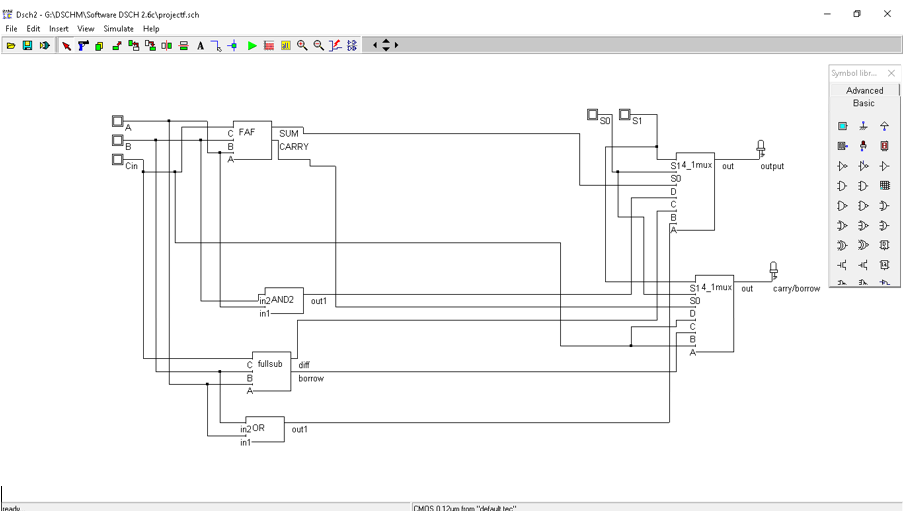 Dsch2 - G:\DSCHM\Software DSCH 2.6c\projectf.sch
File Edit Insert View Simulate Help
A
Symbol libr...
Advanced
Basic
A
B
Cin
C
B
A
FAF
SUM
CARRY
S0
S1
S1
S0
D
C
B
A
4_1mux
out
output
in2
in1
AND2
out1
S1
S0
D
C
B
A
4_1mux
out
carry/borrow
C
B
A
fullsub
diff
borrow
in2
in1
OR
out1
ready
CMOS 0.12µm from "default.tec"